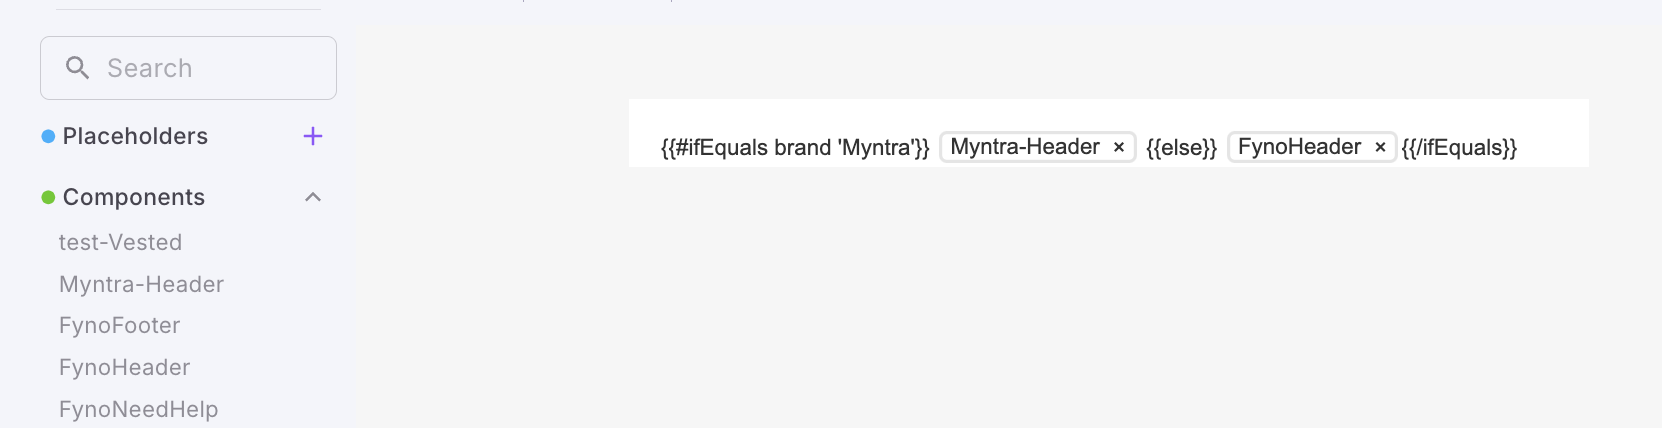 Search
Placeholders +
Components
test-Vested
Myntra-Header
FynoFooter
FynoHeader
FynoNeedHelp
{{#ifEquals brand 'Myntra'}} Myntra-Header × {{else}} FynoHeader × {{/ifEquals}}